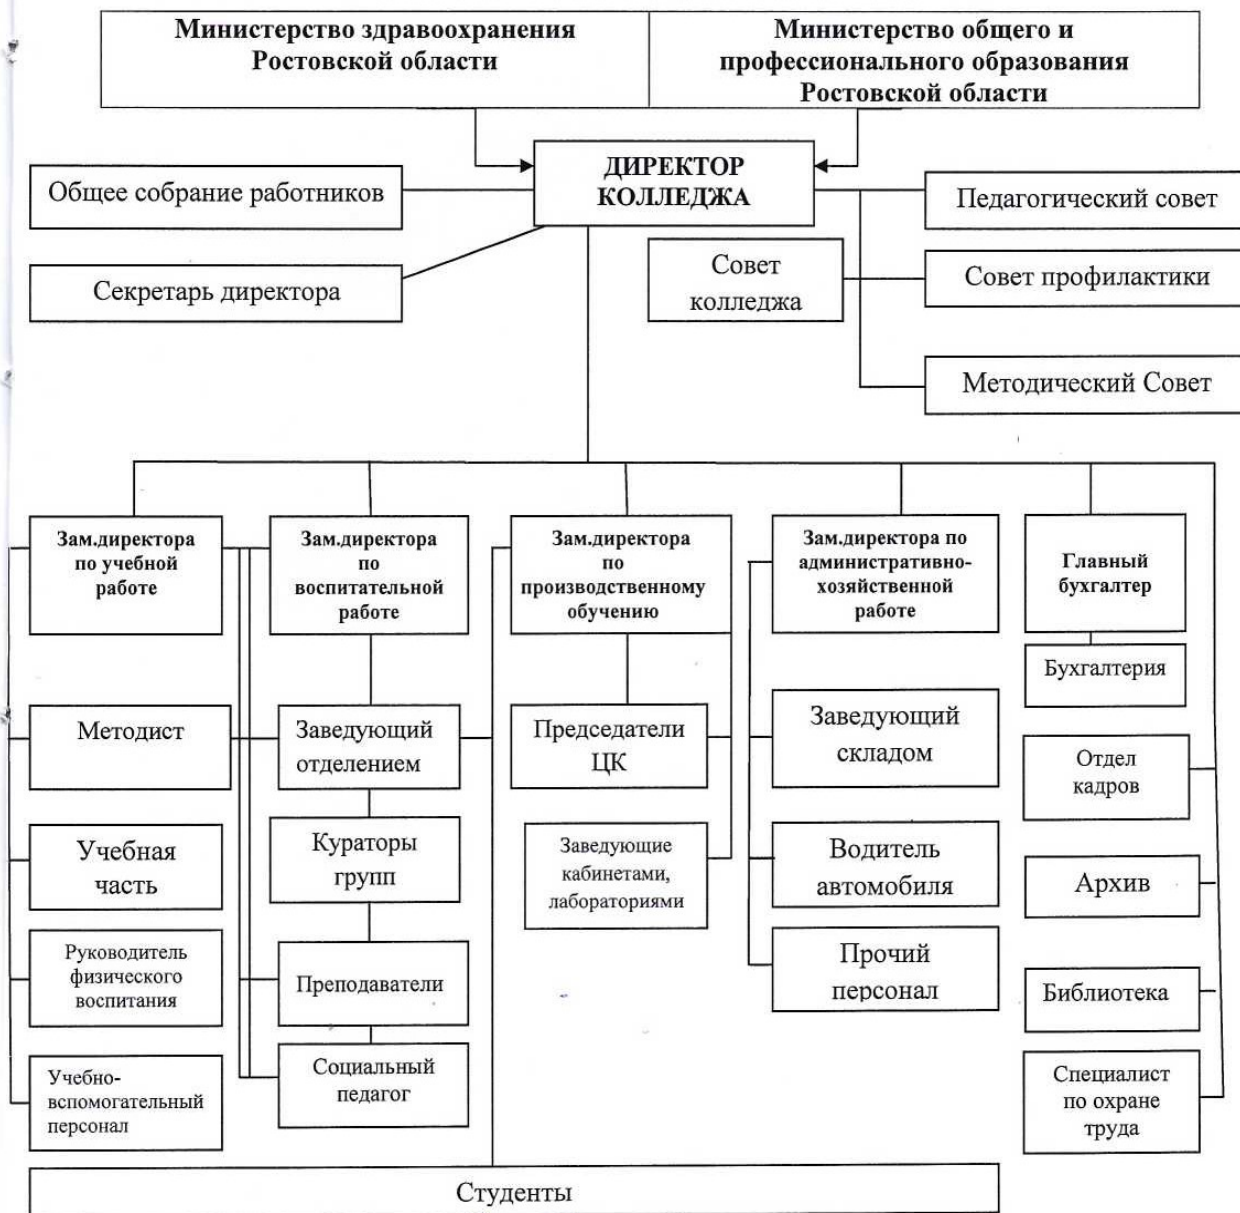 Министерство здравоохранения
Ростовской области
Министерство общего и
профессионального образования
Ростовской области
ДИРЕКТОР
КОЛЛЕДЖА
Общее собрание работников
Секретарь директора
Совет
колледжа
Педагогический совет
Совет профилактики
Методический Совет
Зам.директора
по учебной
работе
Зам.директора
по
воспитательной
работе
Зам.директора
по
производственному
обучению
Зам.директора по
административно-
хозяйственной
работе
Главный
бухгалтер
Бухгалтерия
Методист
Заведующий
отделением
Председатели
ЦК
Заведующий
складом
Отдел
кадров
Учебная
часть
Кураторы
групп
Заведующие
кабинетами,
лабораториями
Водитель
автомобиля
Архив
Руководитель
физического
воспитания
Преподаватели
Прочий
персонал
Библиотека
Учебно-
вспомогательный
персонал
Социальный
педагог
Специалист
по охране
труда
Студенты